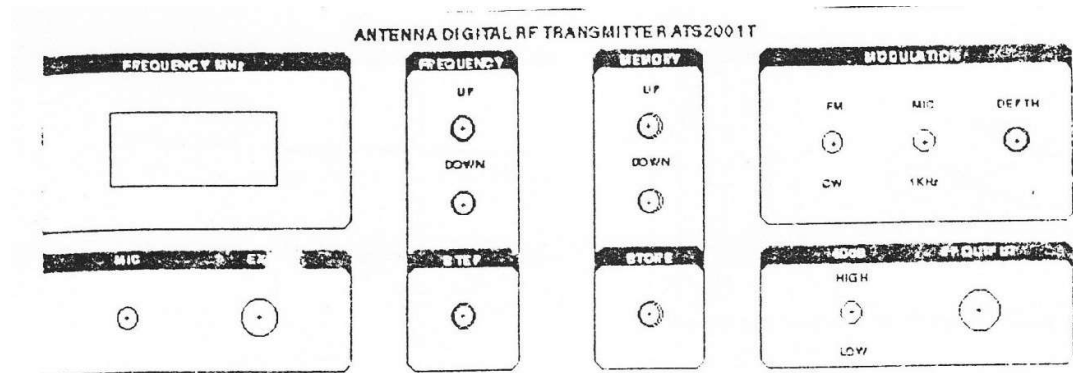 ANTENNA DIGITAL RF TRANSMITTER ATS2001T
FREQUENCY MHz
FREQUENCY
UP
DOWN
STEP
MEMORY
UP
DOWN
STORE
MODULATION
FM MIC DEPTH
CW 1KHz
MIC
HIGH
LOW